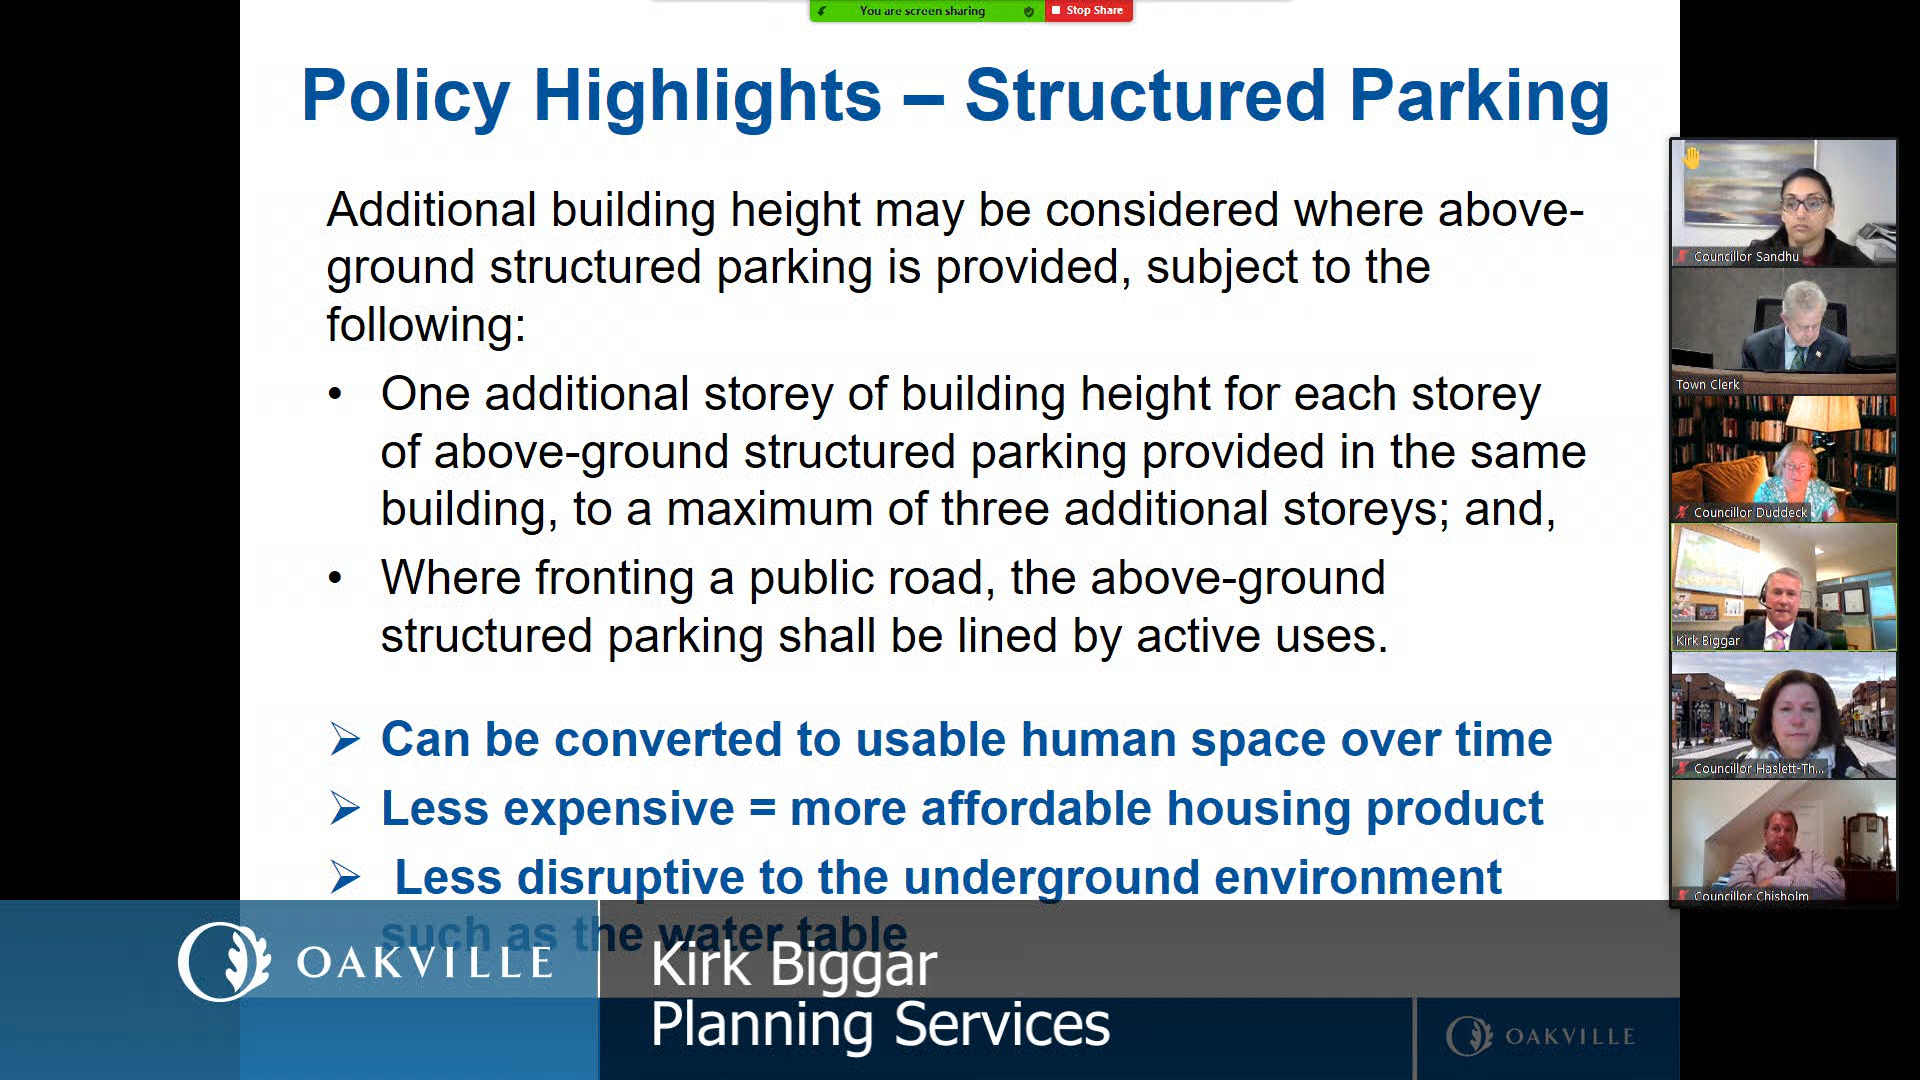 You are screen sharing
Stop Share
Policy Highlights – Structured Parking
Additional building height may be considered where above-
ground structured parking is provided, subject to the
following:
• One additional storey of building height for each storey
of above-ground structured parking provided in the same
building, to a maximum of three additional storeys; and,
• Where fronting a public road, the above-ground
structured parking shall be lined by active uses.
➢ Can be converted to usable human space over time
➢ Less expensive = more affordable housing product
➢ Less disruptive to the underground environment
such as the water table
Councillor Sandhu
Town Clerk
Councillor Duddeck
Kirk Biggar
Councillor Haslett-Th...
Councillor Chisholm
OAKVILLE
Kirk Biggar
Planning Services
OAKVILLE